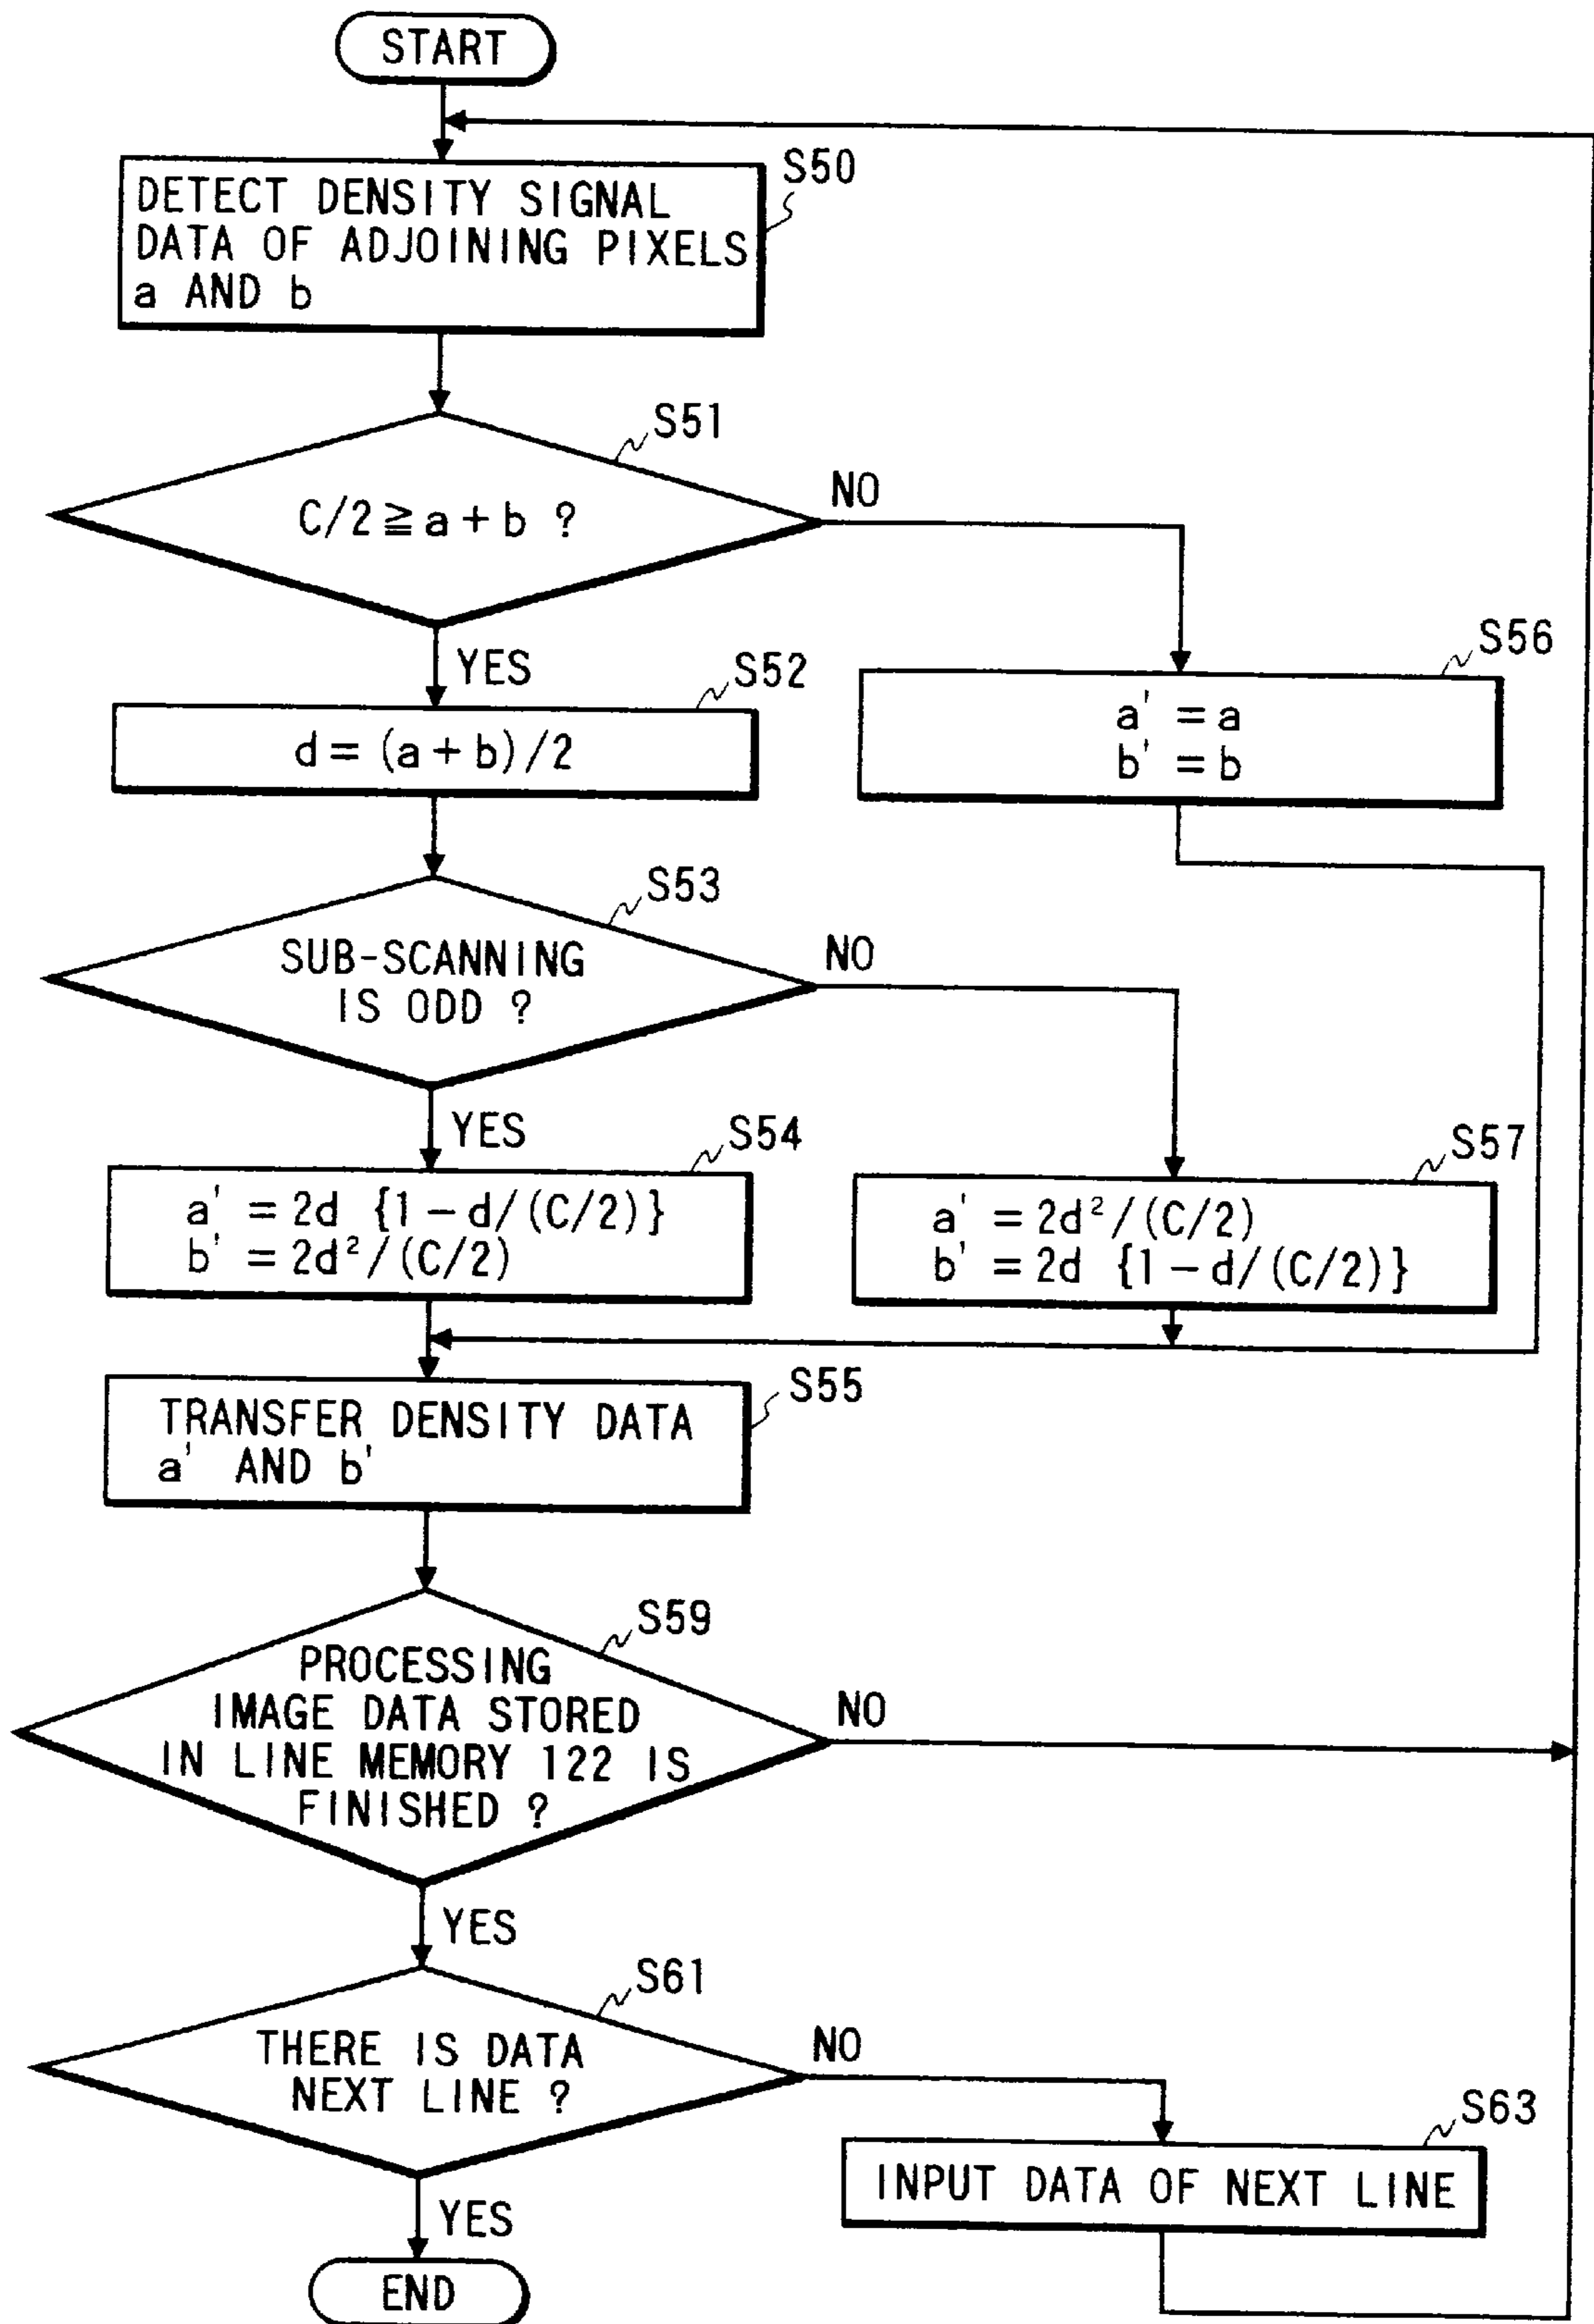 START
S50
DETECT DENSITY SIGNAL
DATA OF ADJOINING PIXELS
a AND b
S51
C/2 ≧ a + b ?
NO
YES
S52
d = (a + b) /2
S56
a' = a
b' = b
S53
SUB-SCANNING
IS ODD ?
NO
YES
S54
a' = 2d {1 - d/(C/2)}
b' = 2d²/(C/2)
S57
a' = 2d²/(C/2)
b' = 2d {1 - d/(C/2)}
S55
TRANSFER DENSITY DATA
a' AND b'
S59
PROCESSING
IMAGE DATA STORED
IN LINE MEMORY 122 IS
FINISHED ?
NO
YES
S61
THERE IS DATA
NEXT LINE ?
NO
YES
S63
INPUT DATA OF NEXT LINE
END